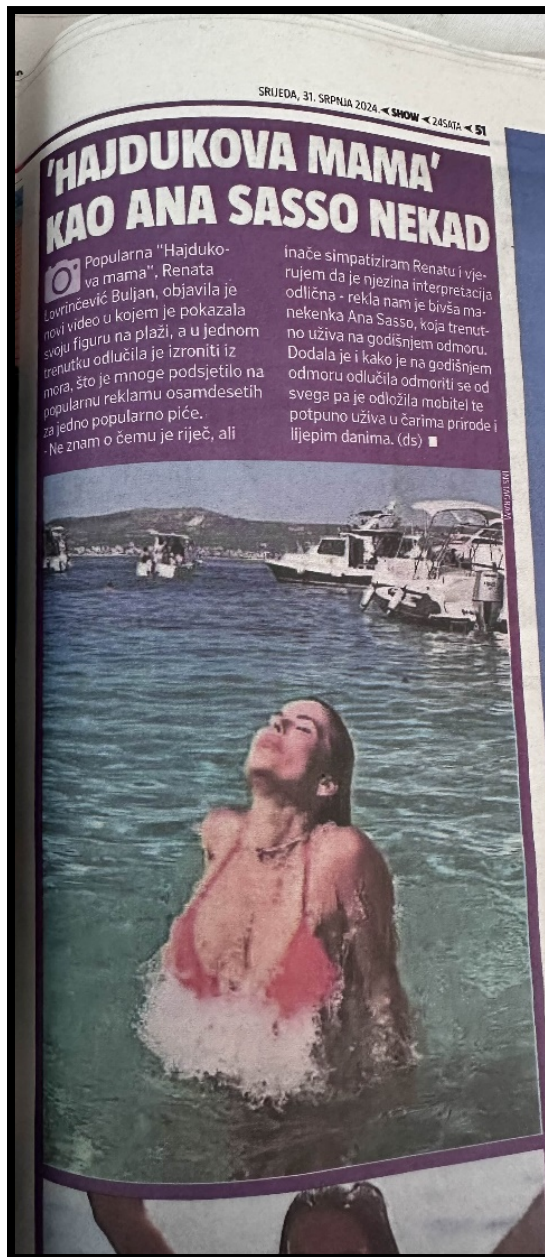 SRIJEDA, 31. SRPNJA 2024. SHOW 24SATA 51
'HAJDUKOVA MAMA'
KAO ANA SASSO NEKAD
Popularna "Hajduko-
va mama", Renata
Lovrinčević Buljan, objavila je
novi video u kojem je pokazala
svoju figuru na plaži, a u jednom
trenutku odlučila je izroniti iz
mora, što je mnoge podsjetilo na
popularnu reklamu osamdesetih
za jedno popularno piće.
- Ne znam o čemu je riječ, ali
inače simpatiziram Renatu i vje-
rujem da je njezina interpretacija
odlična - rekla nam je bivša ma-
nekenka Ana Sasso, koja trenut-
no uživa na godišnjem odmoru.
Dodala je i kako je na godišnjem
odmoru odlučila odmoriti se od
svega pa je odložila mobitel te
potpuno uživa u čarima prirode i
lijepim danima. (ds)
INSTAGRAM